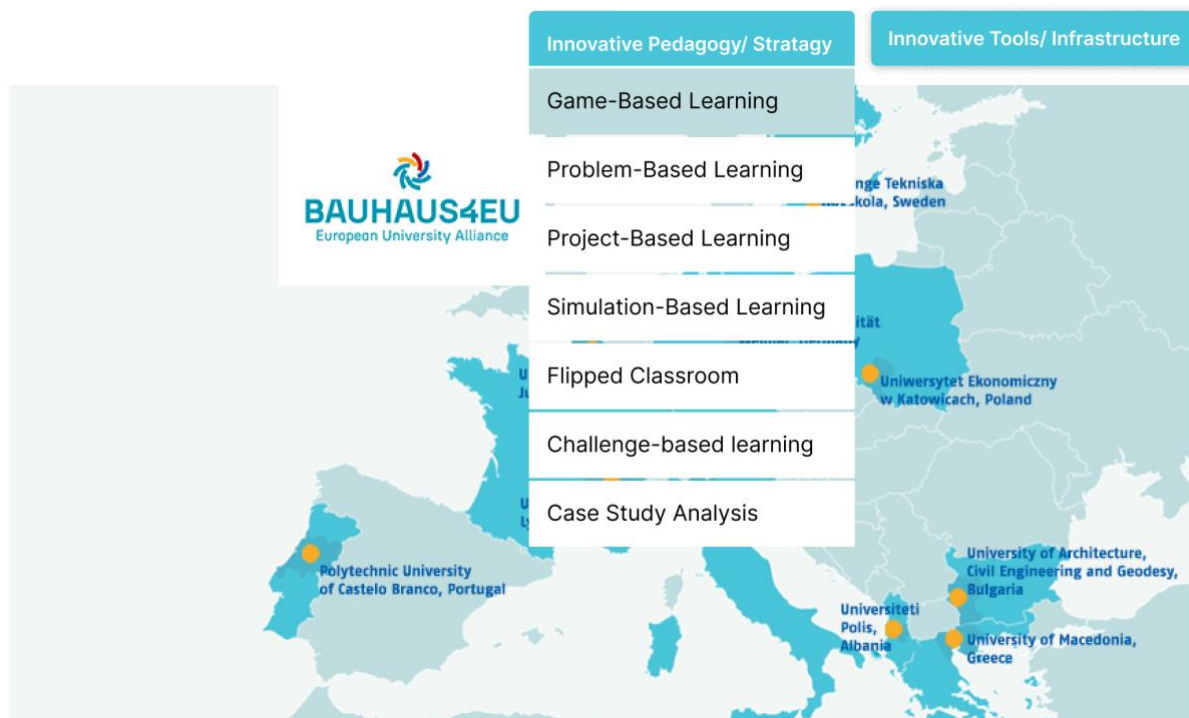 Innovative Pedagogy/ Stratagy
Innovative Tools/ Infrastructure
Game-Based Learning
Problem-Based Learning
Project-Based Learning
Simulation-Based Learning
Flipped Classroom
Challenge-based learning
Case Study Analysis
BAUHAUS4EU
European University Alliance
Tekniska
Sweden
Uniwersytet Ekonomiczny
w Katowicach, Poland
Polytechnic University
of Castelo Branco, Portugal
University of Architecture,
Civil Engineering and Geodesy,
Bulgaria
Universiteti
Polis,
Albania
University of Macedonia,
Greece